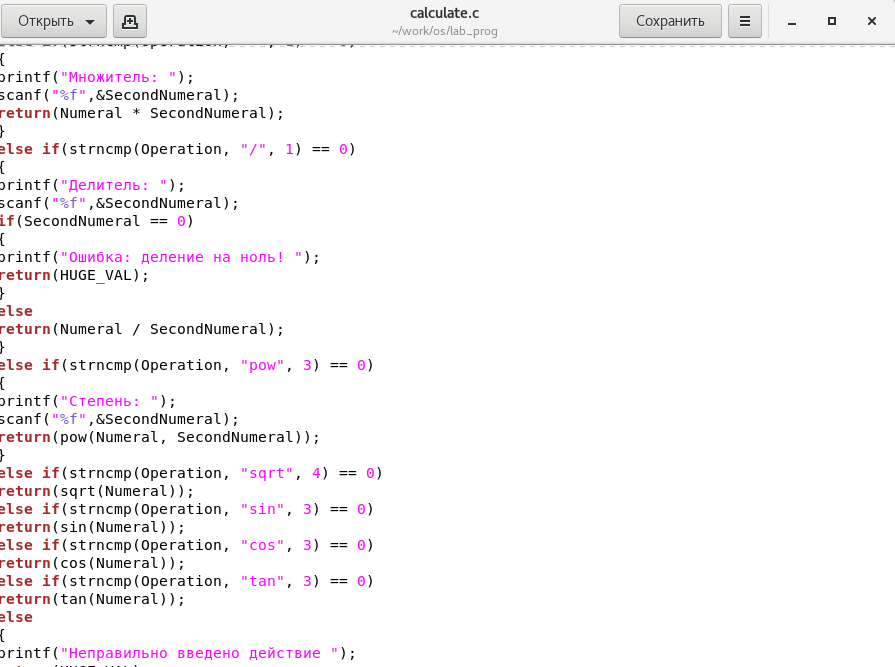 Открыть
calculate.c
~/work/os/lab_prog
Сохранить
{
printf("Множитель: ");
scanf("%f",&SecondNumeral);
return(Numeral * SecondNumeral);
}
else if(strncmp(Operation, "/", 1) == 0)
{
printf("Делитель: ");
scanf("%f",&SecondNumeral);
if(SecondNumeral == 0)
{
printf("Ошибка: деление на ноль! ");
return(HUGE_VAL);
}
else
return(Numeral / SecondNumeral);
}
else if(strncmp(Operation, "pow", 3) == 0)
{
printf("Степень: ");
scanf("%f",&SecondNumeral);
return(pow(Numeral, SecondNumeral));
}
else if(strncmp(Operation, "sqrt", 4) == 0)
return(sqrt(Numeral));
else if(strncmp(Operation, "sin", 3) == 0)
return(sin(Numeral));
else if(strncmp(Operation, "cos", 3) == 0)
return(cos(Numeral));
else if(strncmp(Operation, "tan", 3) == 0)
return(tan(Numeral));
else
{
printf("Неправильно введено действие ");